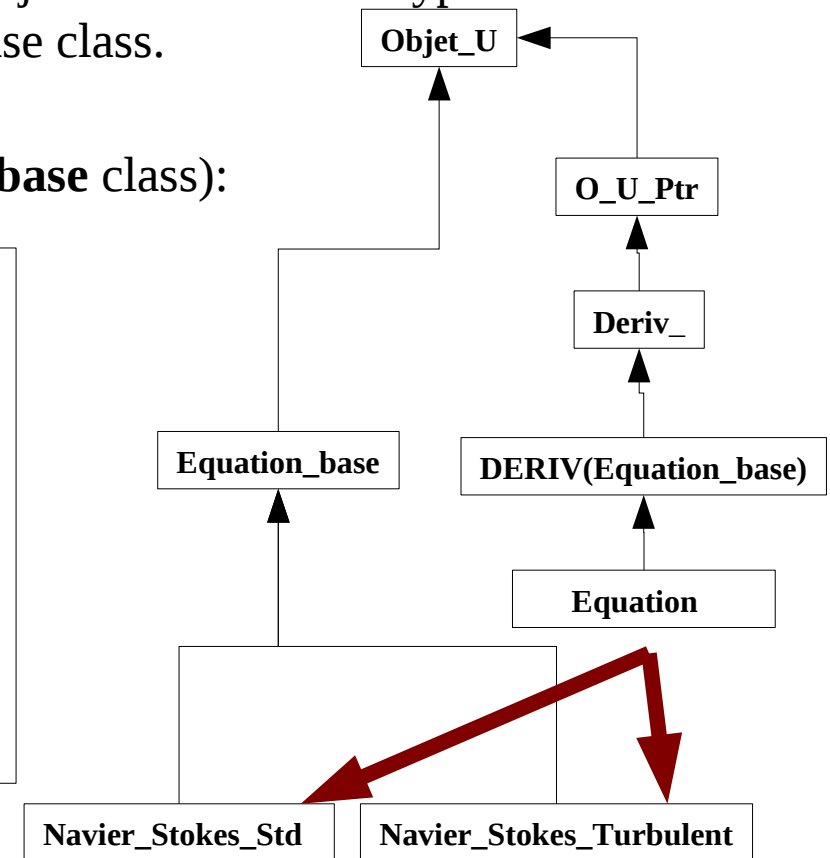 Objet_U
se class.
O_U_Ptr
base class):
Deriv_
Equation_base
DERIV(Equation_base)
Equation
Navier_Stokes_Std
Navier_Stokes_Turbulent